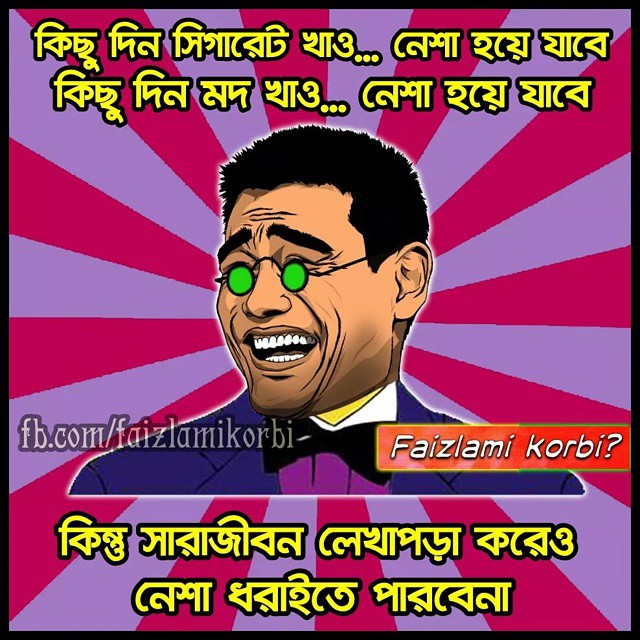 কিছু দিন সিগারেট খাও... নেশা হয়ে যাবে
কিছু দিন মদ খাও... নেশা হয়ে যাবে
fb.com/faizlamikorbi
Faizlami korbi?
কিন্তু সারাজীবন লেখাপড়া করেও
নেশা ধরাইতে পারবেনা